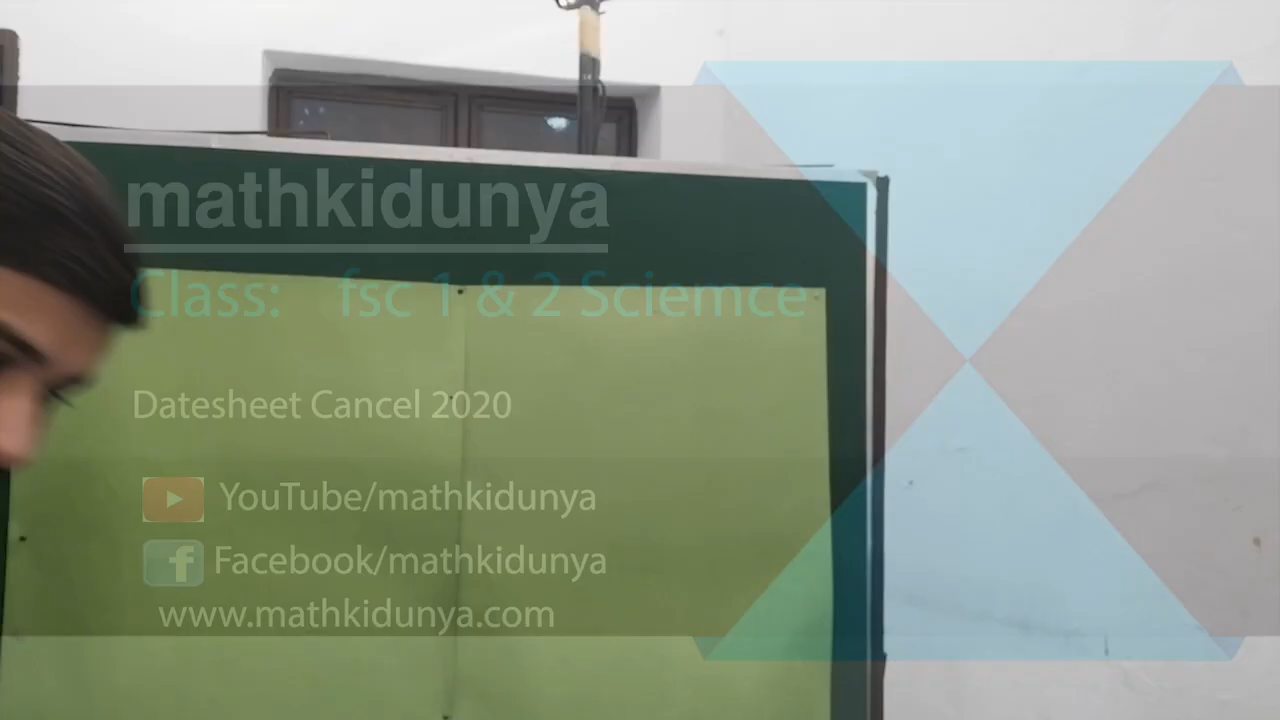 mathkidunya
Class: fsc 1 & 2 Sciemce
Datesheet Cancel 2020
YouTube/mathkidunya
f Facebook/mathkidunya
www.mathkidunya.com